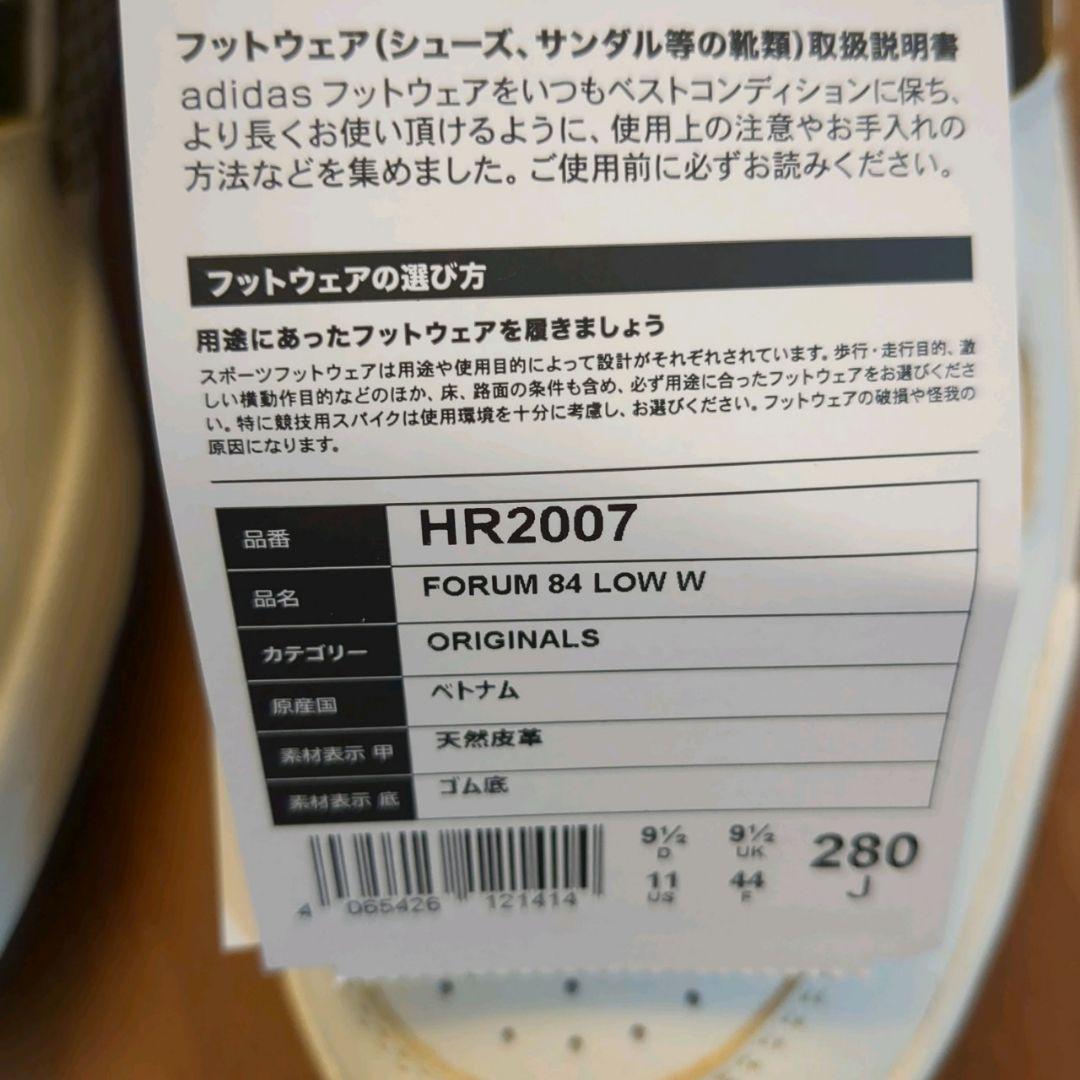 フットウェア(シューズ、サンダル等の靴類)取扱説明書
adidas フットウェアをいつもベストコンディションに保ち、
より長くお使い頂けるように、使用上の注意やお手入れの
方法などを集めました。ご使用前に必ずお読みください。
フットウェアの選び方
用途にあったフットウェアを履きましょう
スポーツフットウェアは用途や使用目的によって設計がそれぞれされています。歩行・走行目的、激
しい横動作目的などのほか、床、路面の条件も含め、必ず用途に合ったフットウェアをお選びくださ
い。特に競技用スパイクは使用環境を十分に考慮し、お選びください。フットウェアの破損や怪我の
原因になります。
品番 HR2007
品名 FORUM 84 LOW W
カテゴリー ORIGINALS
原産国 ベトナム
素材表示 甲 天然皮革
素材表示 底 ゴム底
9½ 9½ 280
D UK J
11 44
US F
4 065426 121414